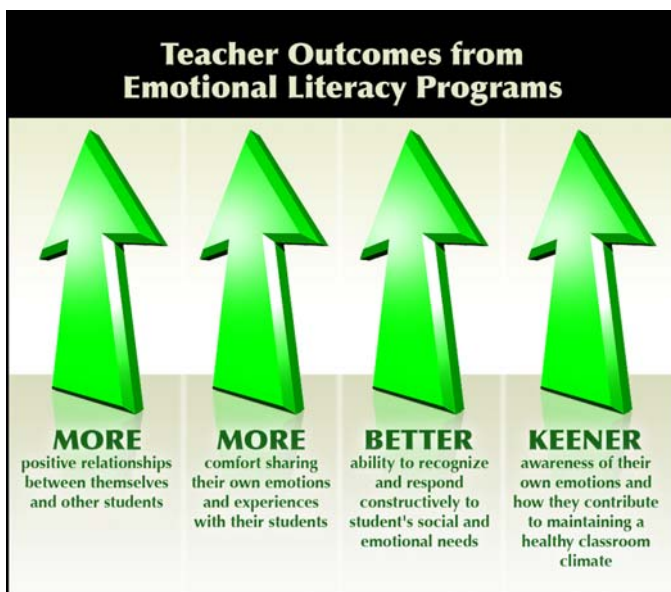 Teacher Outcomes from
Emotional Literacy Programs
MORE
positive relationships
between themselves
and other students
MORE
comfort sharing
their own emotions
and experiences
with their students
BETTER
ability to recognize
and respond
constructively to
student's social and
emotional needs
KEENER
awareness of their
own emotions and
how they contribute
to maintaining a
healthy classroom
climate